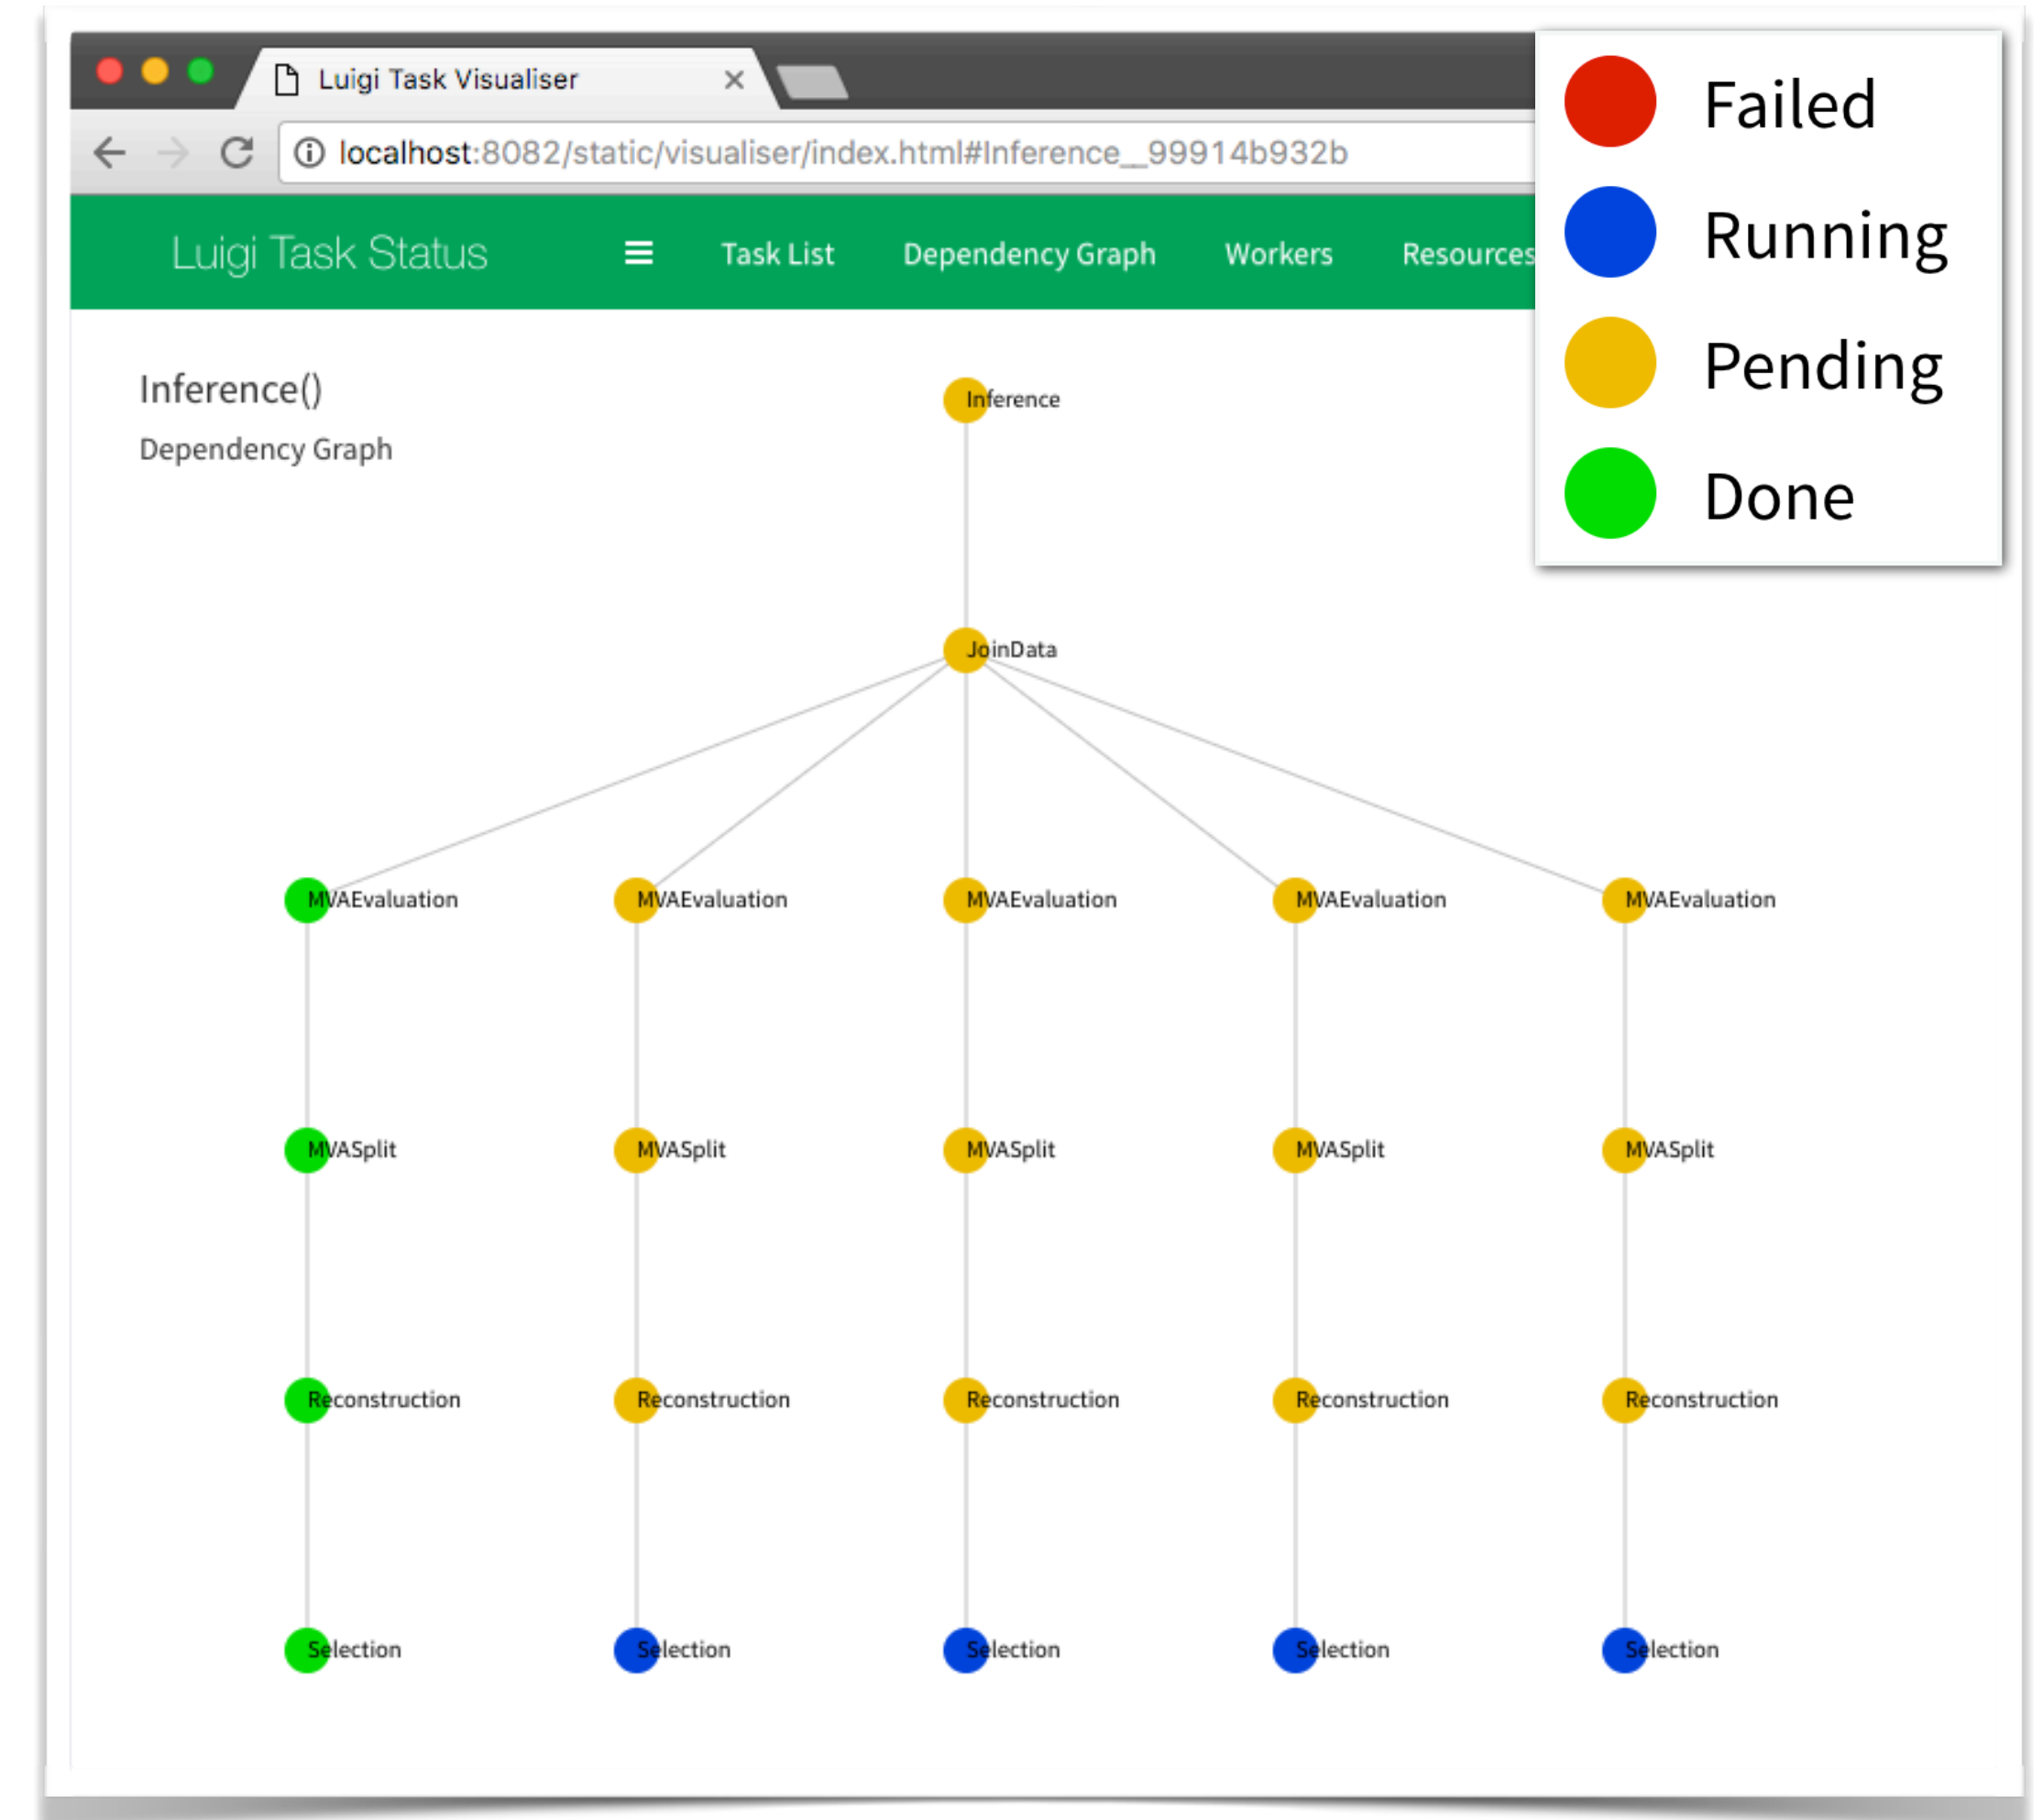 Luigi Task Visualiser
localhost:8082/static/visualiser/index.html#Inference__99914b932b
Luigi Task Status Task List Dependency Graph Workers Resources
Failed
Running
Pending
Done
Inference()
Dependency Graph
Inference
JoinData
MVAEvaluation MVAEvaluation MVAEvaluation MVAEvaluation MVAEvaluation
MVASplit MVASplit MVASplit MVASplit MVASplit
Reconstruction Reconstruction Reconstruction Reconstruction Reconstruction
Selection Selection Selection Selection Selection